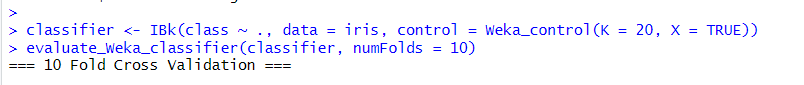 >
> classifier <- IBk(class ~ ., data = iris, control = Weka_control(K = 20, X = TRUE))
> evaluate_Weka_classifier(classifier, numFolds = 10)
=== 10 Fold Cross Validation ===